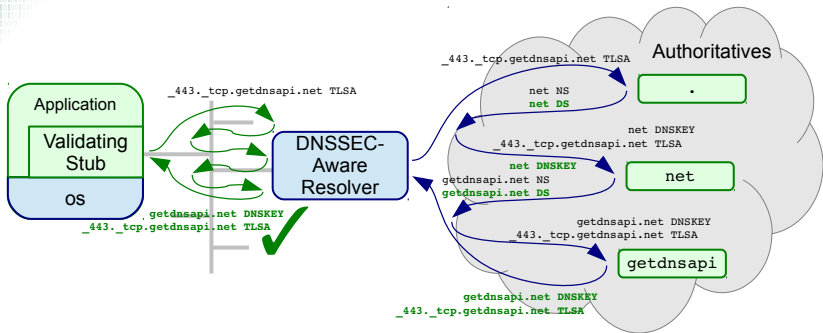 Authoritatives
_443._tcp.getdnsapi.net TLSA
.
net NS
net DS
_443._tcp.getdnsapi.net TLSA
Application
Validating
Stub
os
DNSSEC-
Aware
Resolver
net DNSKEY
_443._tcp.getdnsapi.net TLSA
net DNSKEY
getdnsapi.net NS
getdnsapi.net DS
net
getdnsapi.net DNSKEY
_443._tcp.getdnsapi.net TLSA
getdnsapi.net DNSKEY
_443._tcp.getdnsapi.net TLSA
getdnsapi
getdnsapi.net DNSKEY
_443._tcp.getdnsapi.net TLSA